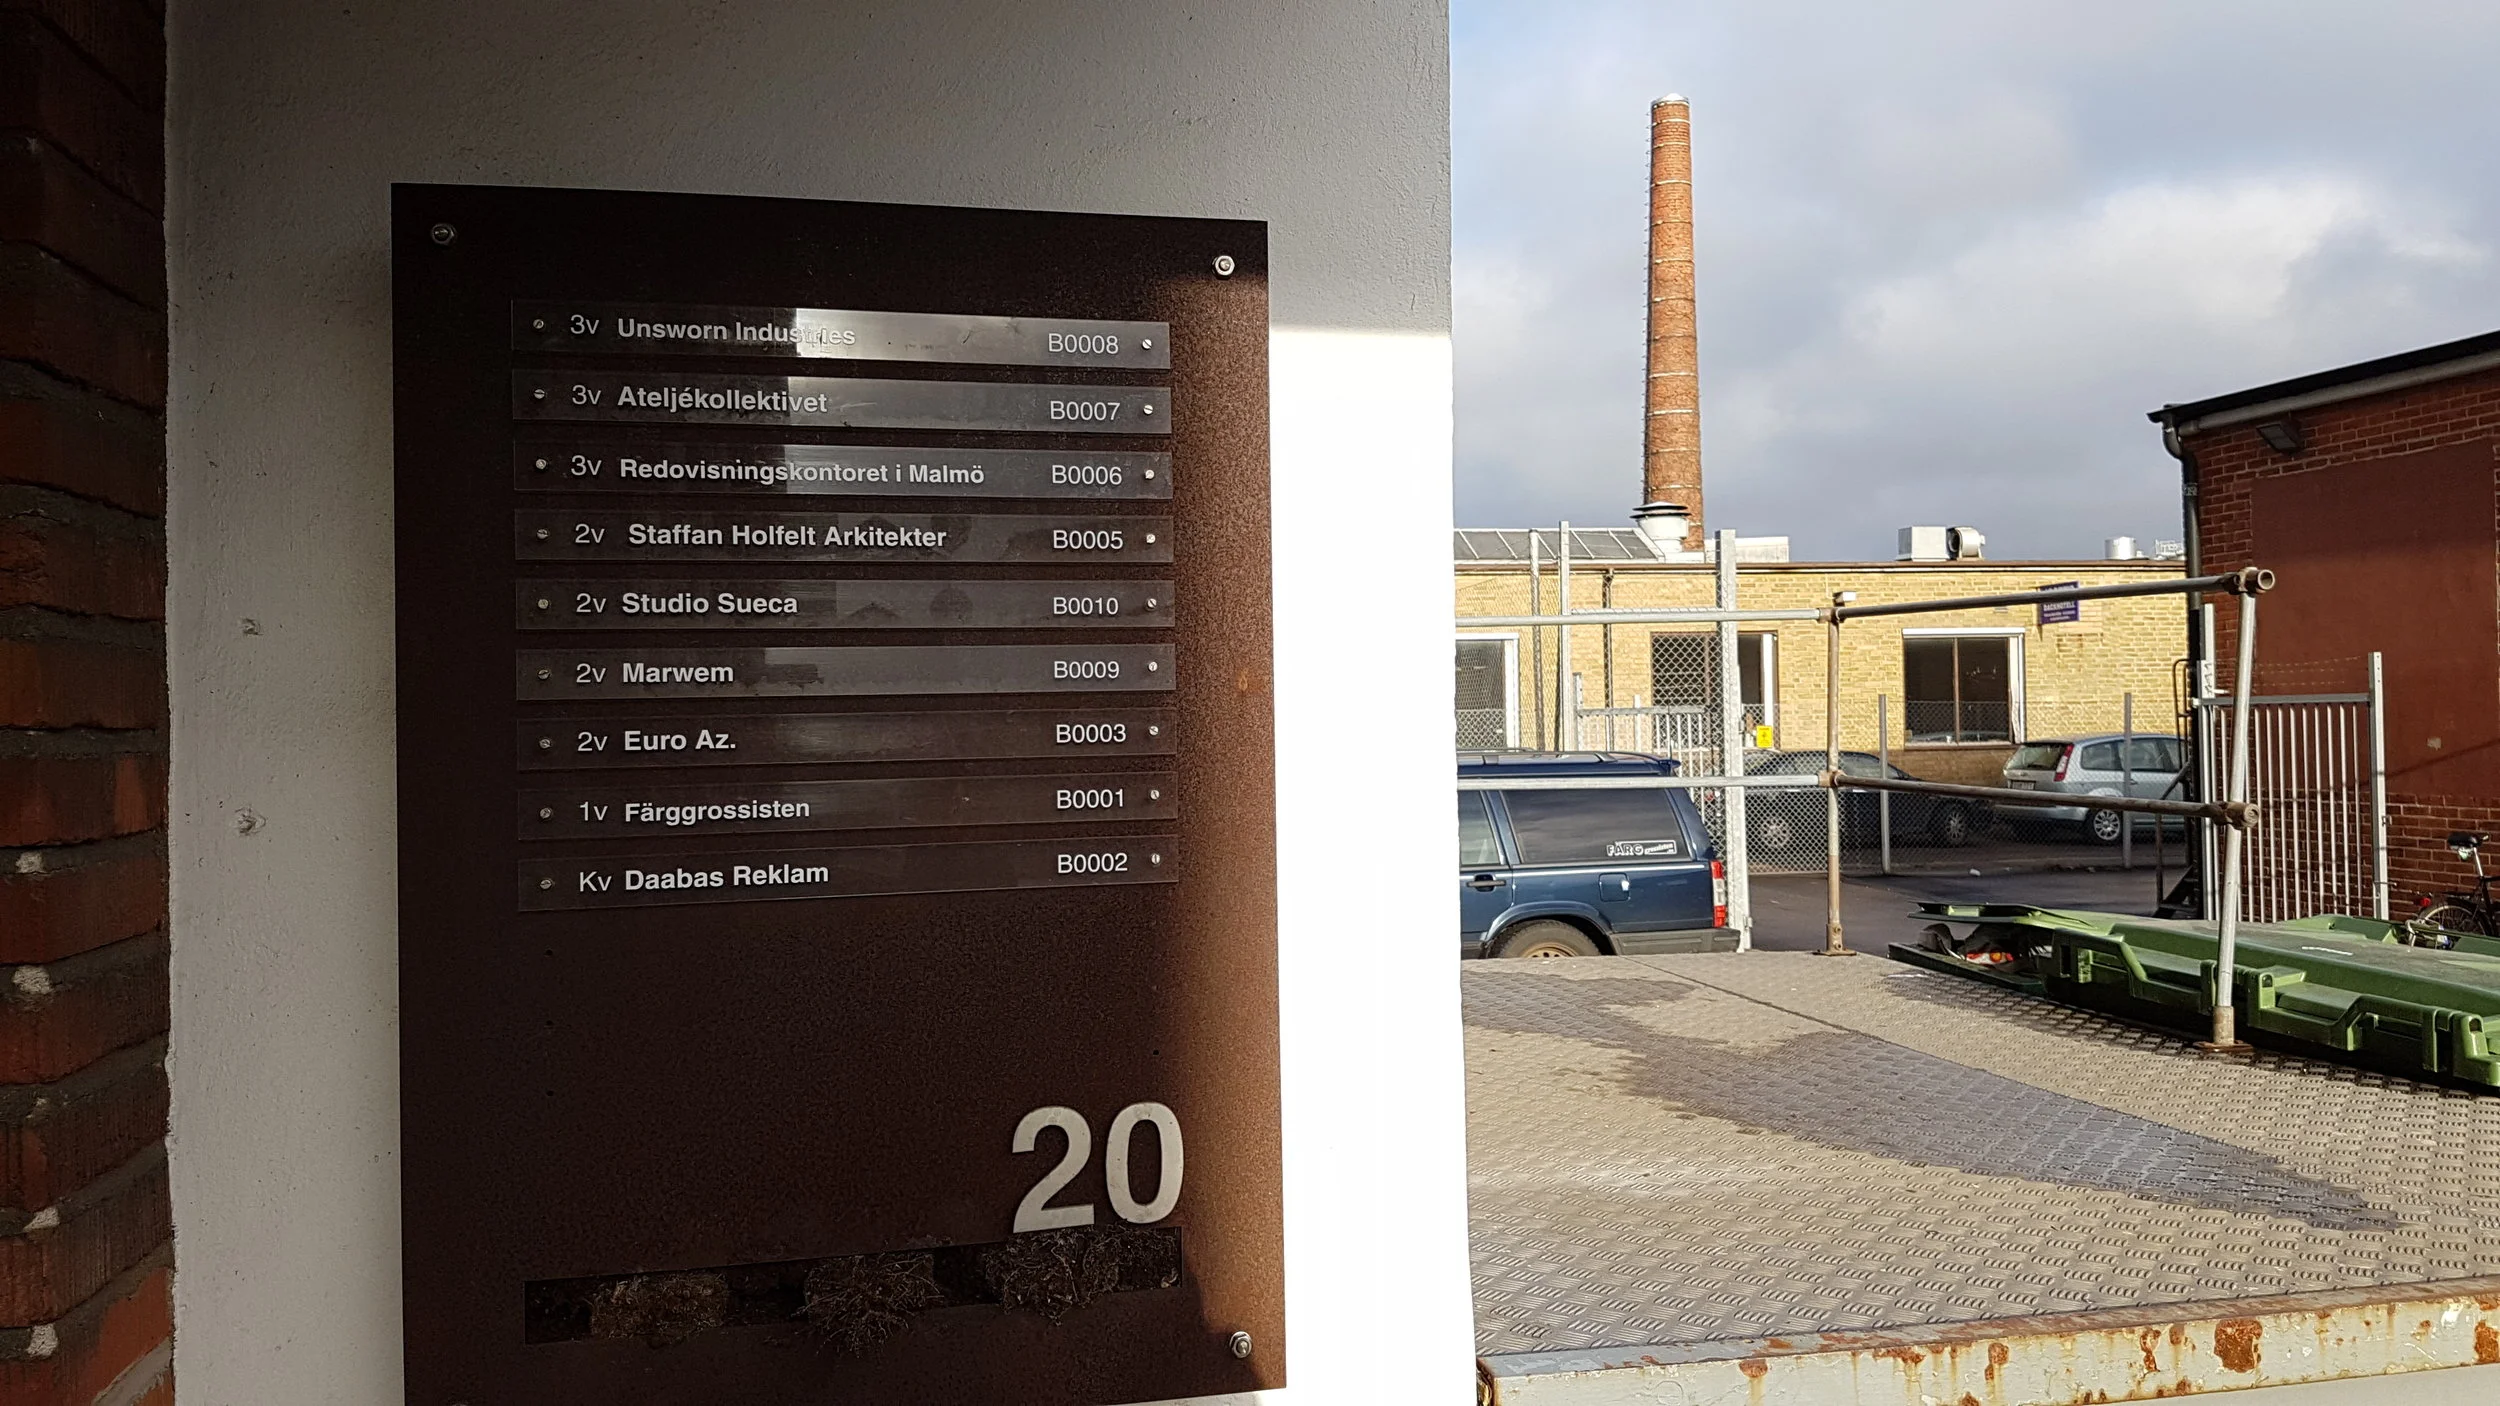 3v Unsworn Industries B0008
3v Ateljékollektivet B0007
3v Redovisningskontoret i Malmö B0006
2v Staffan Holfelt Arkitekter B0005
2v Studio Sueca B0010
2v Marwem B0009
2v Euro Az. B0003
1v Färggrossisten B0001
Kv Daabas Reklam B0002
20
FÄRG